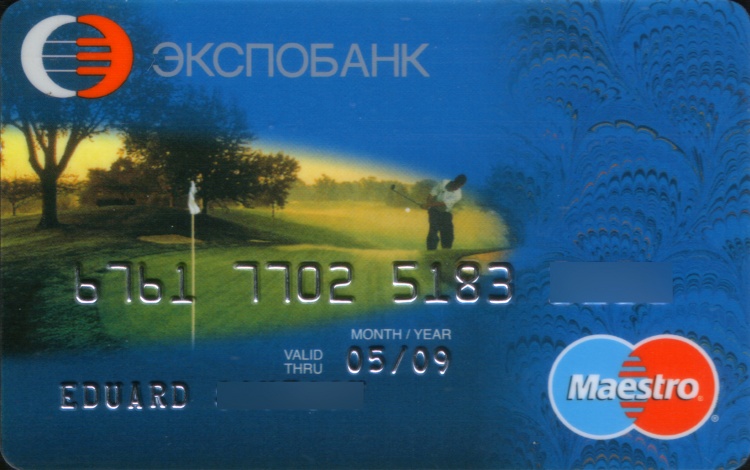 ЭКСПОБАНК
6761 7702 5183
MONTH / YEAR
VALID THRU 05/09
EDUARD
Maestro